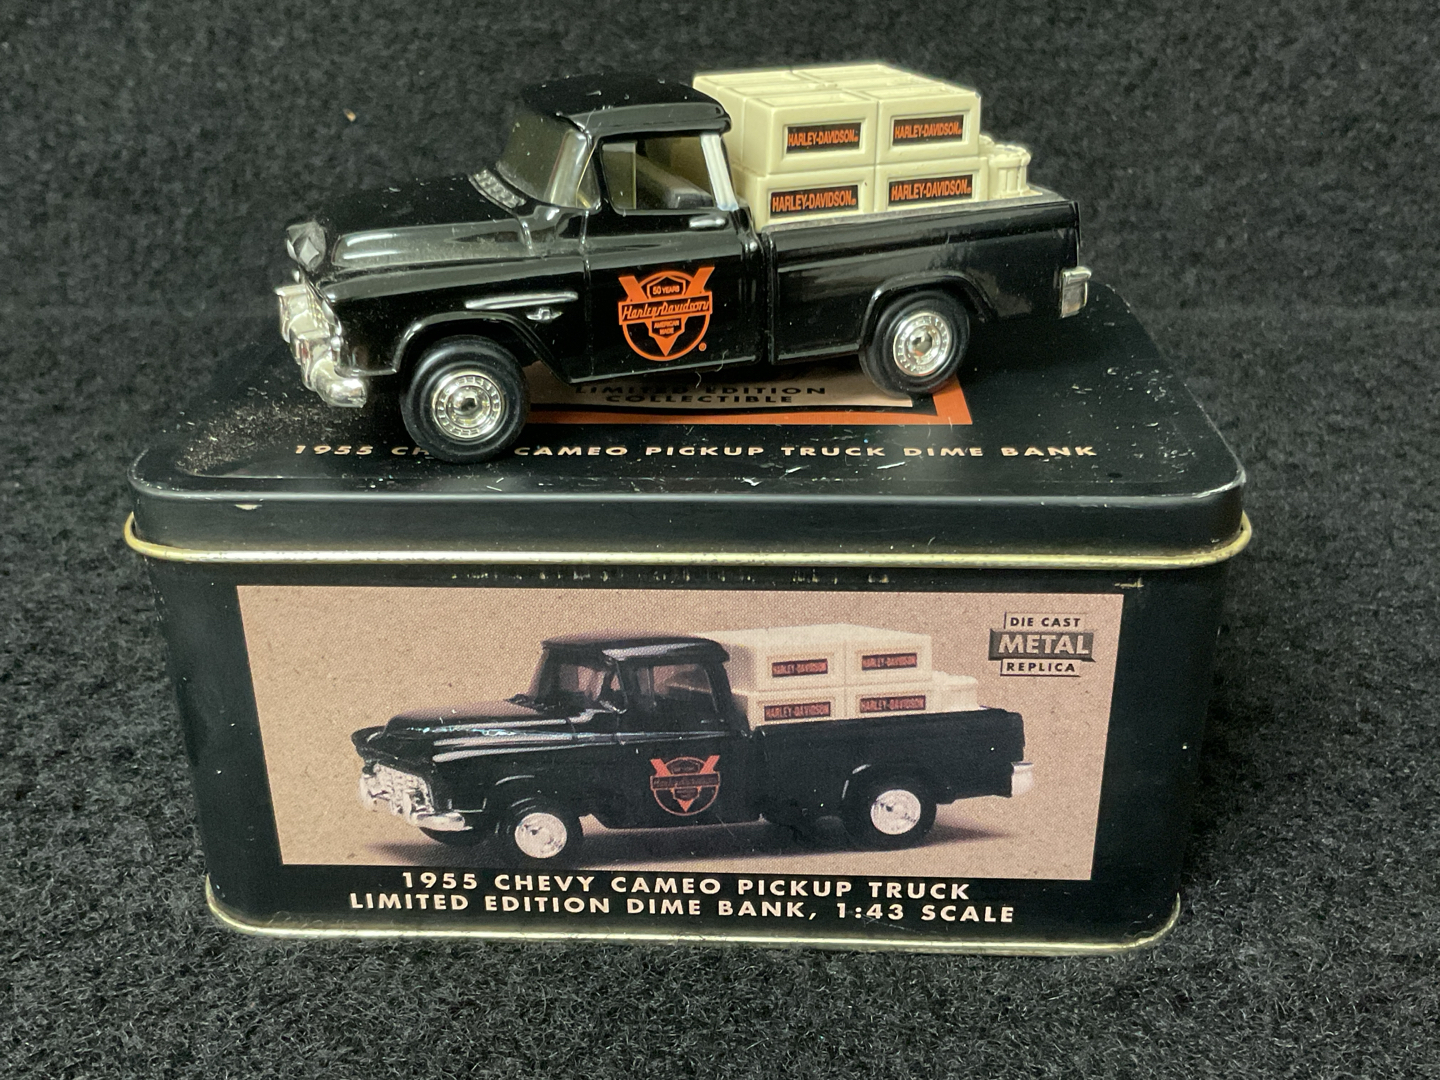 HARLEY-DAVIDSON
HARLEY-DAVIDSON
HARLEY-DAVIDSON
HARLEY-DAVIDSON
50 YEARS
Harley-Davidson
AMERICAN
MADE
®
LIMITED EDITION
COLLECTIBLE
1955 CAMEO PICKUP TRUCK DIME BANK
DIE CAST
METAL
REPLICA
HARLEY-DAVIDSON
HARLEY-DAVIDSON
HARLEY-DAVIDSON
HARLEY-DAVIDSON
1955 CHEVY CAMEO PICKUP TRUCK
LIMITED EDITION DIME BANK, 1:43 SCALE